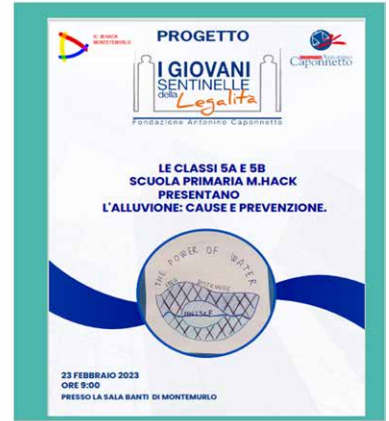 IC. M.HACK
MONTEMURLO
PROGETTO
Antonino
Caponnetto
I GIOVANI
SENTINELLE
della
Legalità
Fondazione Antonino Caponnetto
LE CLASSI 5A E 5B
SCUOLA PRIMARIA M.HACK
PRESENTANO
L'ALLUVIONE: CAUSE E PREVENZIONE.
THE POWER OF WATER
23 FEBBRAIO 2023
ORE 9:00
PRESSO LA SALA BANTI DI MONTEMURLO